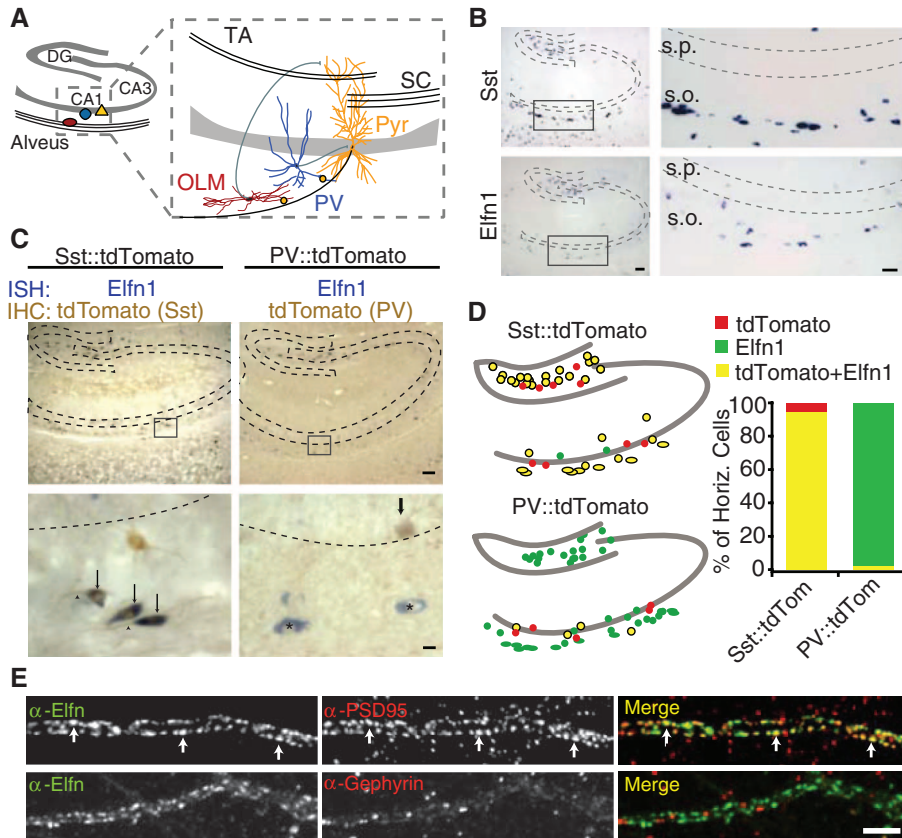 A
DG
CA3
CA1
Alveus
TA
SC
Pyr
OLM
PV
B
Sst
s.p.
s.o.
Elfn1
s.p.
s.o.
C
Sst::tdTomato
PV::tdTomato
ISH: Elfn1 Elfn1
IHC: tdTomato (Sst) tdTomato (PV)
*
*
D
Sst::tdTomato
PV::tdTomato
tdTomato
Elfn1
tdTomato+Elfn1
% of Horiz. Cells
100
80
60
40
20
0
Sst::tdTom
PV::tdTom
E
α-Elfn
α-PSD95
Merge
α-Elfn
α-Gephyrin
Merge